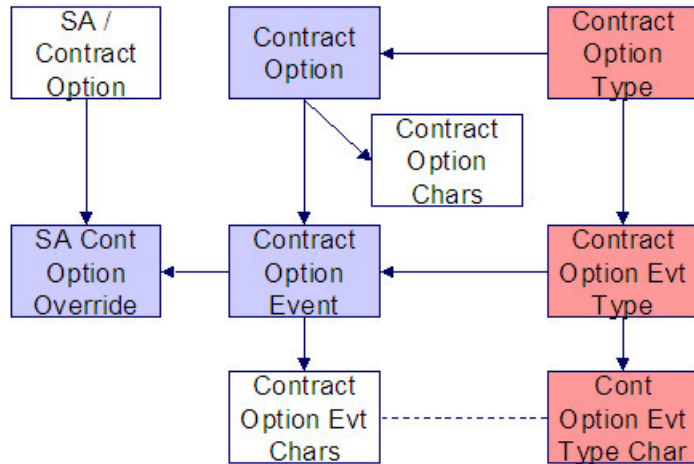 SA /
Contract
Option
Contract
Option
Contract
Option
Type
Contract
Option
Chars
SA Cont
Option
Override
Contract
Option
Event
Contract
Option Evt
Type
Contract
Option Evt
Chars
Cont
Option Evt
Type Char